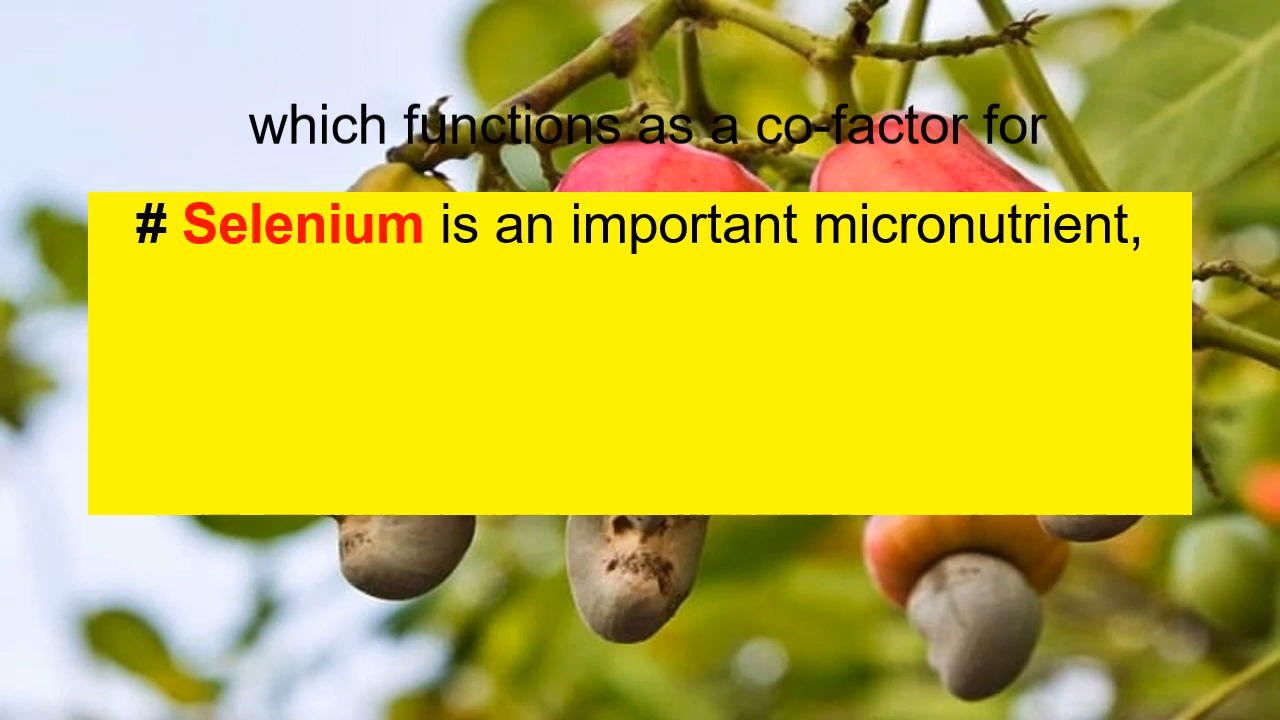 which functions as a co-factor for
# Selenium is an important micronutrient,